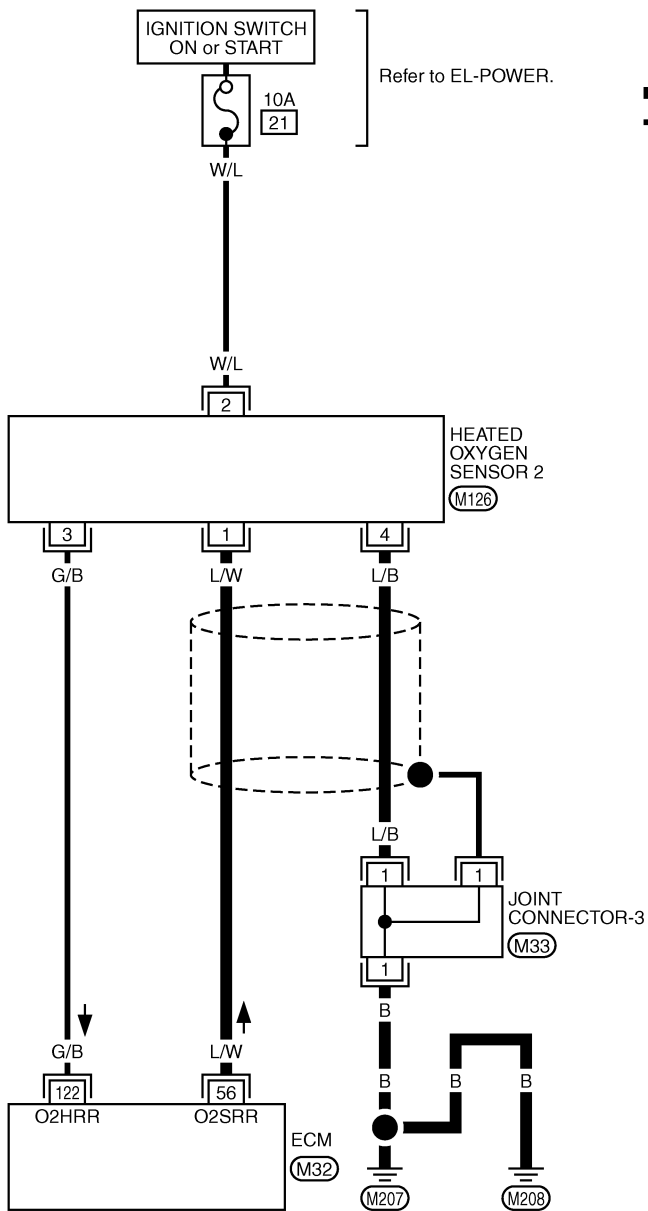 IGNITION SWITCH
ON or START
Refer to EL-POWER.
10A
21
W/L
W/L
2
HEATED
OXYGEN
SENSOR 2
M126
3
1
4
G/B
L/W
L/B
L/B
1
1
JOINT
CONNECTOR-3
M33
1
B
G/B
L/W
B
B
B
122
56
O2HRR
O2SRR
ECM
M32
M207
M208